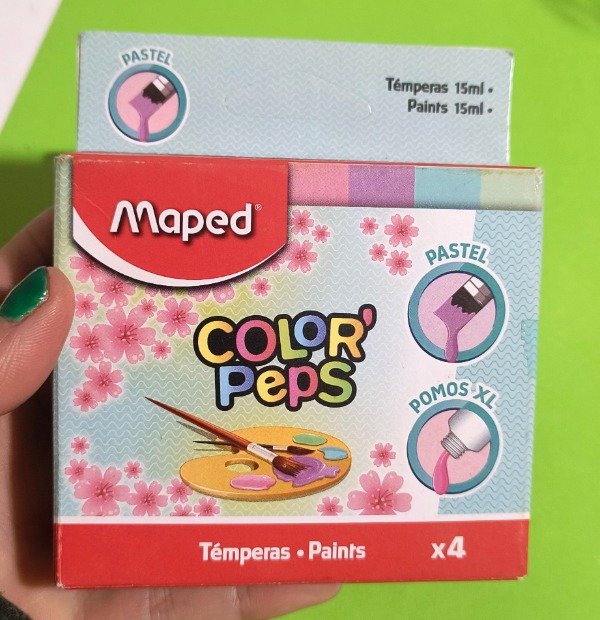 PASTEL
Témperas 15ml •
Paints 15ml •
Maped®
PASTEL
COLOR'
PePS
POMOS XL
Témperas • Paints x4